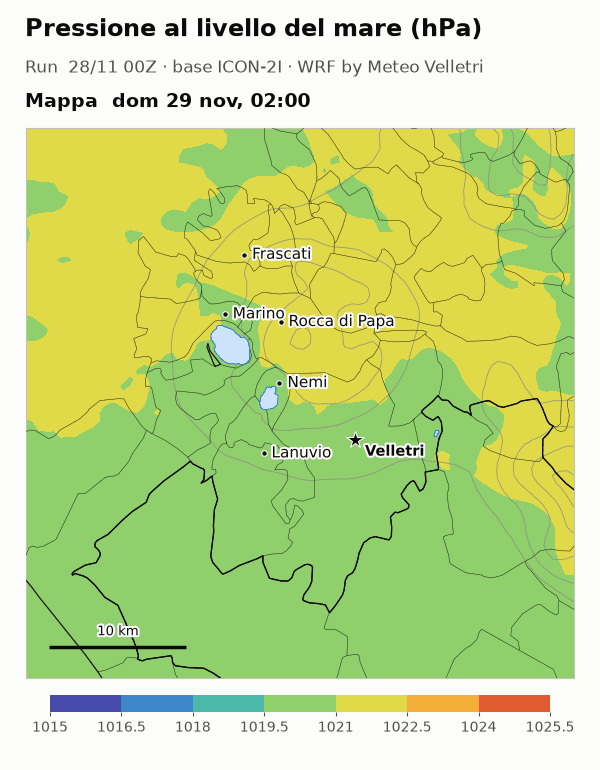 Pressione al livello del mare (hPa)
Run  28/11 00Z · base ICON-2I · WRF by Meteo Velletri
Mappa  dom 29 nov, 02:00
Frascati
Marino
Rocca di Papa
Nemi
Velletri
Lanuvio
10 km
1015 1016.5 1018 1019.5 1021 1022.5 1024 1025.5